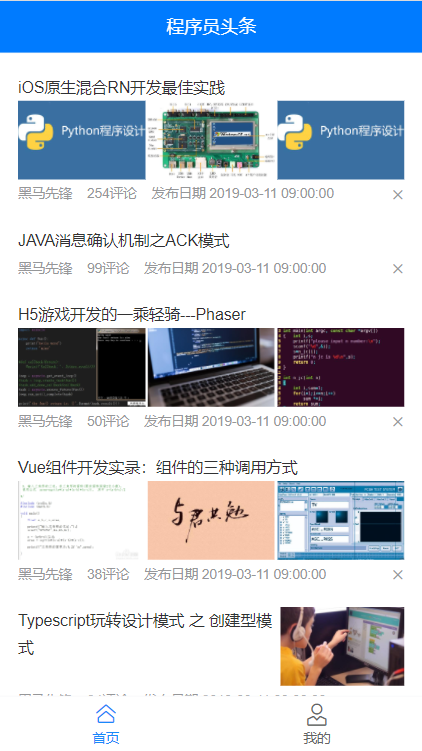 程序员头条
iOS原生混合RN开发最佳实践
Python程序设计
Python程序设计
黑马先锋 254评论 发布日期 2019-03-11 09:00:00
JAVA消息确认机制之ACK模式
黑马先锋 99评论 发布日期 2019-03-11 09:00:00
H5游戏开发的一乘轻骑---Phaser
黑马先锋 50评论 发布日期 2019-03-11 09:00:00
Vue组件开发实录：组件的三种调用方式
与君共勉
黑马先锋 38评论 发布日期 2019-03-11 09:00:00
Typescript玩转设计模式 之 创建型模
式
首页
我的